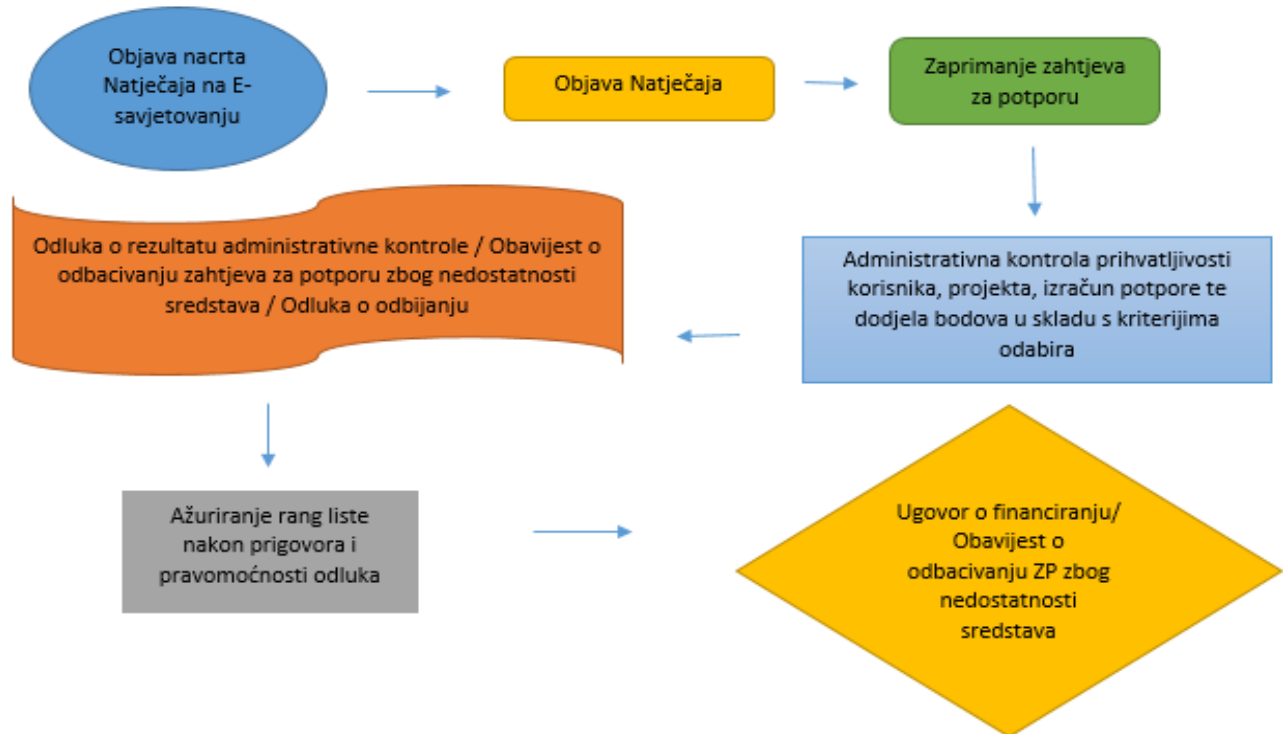 Objava nacrta
Natječaja na E-
savjetovanju
Objava Natječaja
Zaprimanje zahtjeva
za potporu
Administrativna kontrola prihvatljivosti
korisnika, projekta, izračun potpore te
dodjela bodova u skladu s kriterijima
odabira
Odluka o rezultatu administrativne kontrole / Obavijest o
odbacivanju zahtjeva za potporu zbog nedostatnosti
sredstava / Odluka o odbijanju
Ažuriranje rang liste
nakon prigovora i
pravomoćnosti odluka
Ugovor o financiranju/
Obavijest o
odbacivanju ZP zbog
nedostatnosti
sredstava